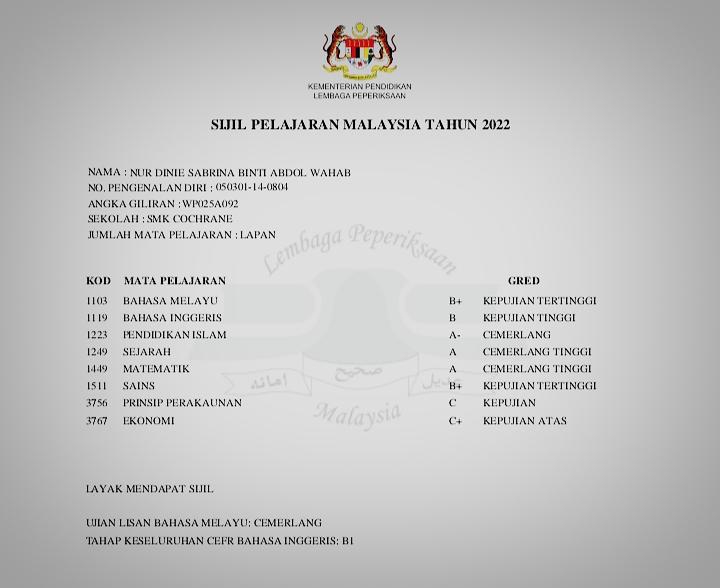 KEMENTERIAN PENDIDIKAN
LEMBAGA PEPERIKSAAN
SIJIL PELAJARAN MALAYSIA TAHUN 2022
NAMA : NUR DINIE SABRINA BINTI ABDOL WAHAB
NO. PENGENALAN DIRI : 050301-14-0804
ANGKA GILIRAN : WP025A092
SEKOLAH : SMK COCHRANE
JUMLAH MATA PELAJARAN : LAPAN
Lembaga Peperiksaan
KOD MATA PELAJARAN GRED
1103 BAHASA MELAYU B+ KEPUJIAN TERTINGGI
1119 BAHASA INGGERIS B KEPUJIAN TINGGI
1223 PENDIDIKAN ISLAM A- CEMERLANG
1249 SEJARAH A CEMERLANG TINGGI
1449 MATEMATIK A CEMERLANG TINGGI
1511 SAINS B+ KEPUJIAN TERTINGGI
3756 PRINSIP PERAKAUNAN C KEPUJIAN
3767 EKONOMI C+ KEPUJIAN ATAS
امانه صحيح
Malaysia
LAYAK MENDAPAT SIJIL
UJIAN LISAN BAHASA MELAYU: CEMERLANG
TAHAP KESELURUHAN CEFR BAHASA INGGERIS: B1